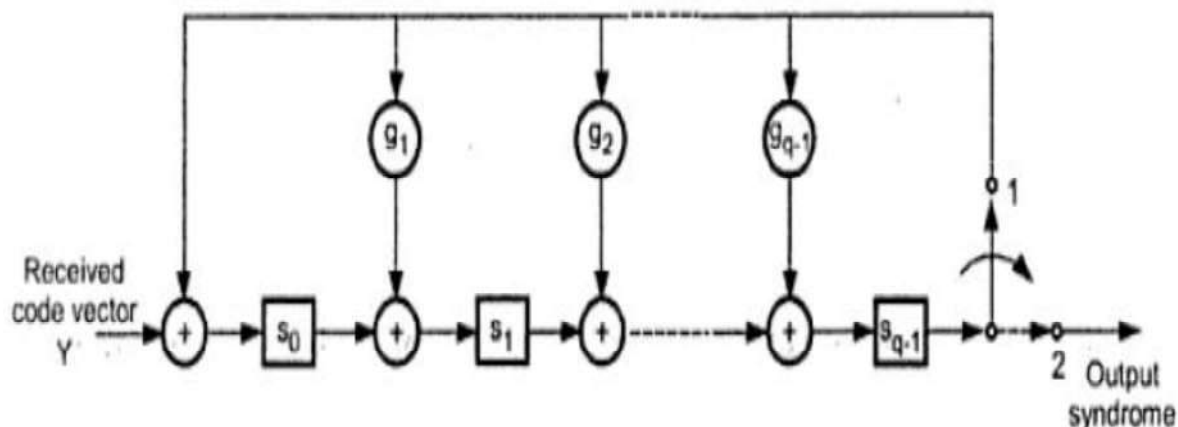 g1
g2
gq-1
1
Received
code vector
Y
+
s0
+
s1
+
+
sq-1
2
Output
syndrome